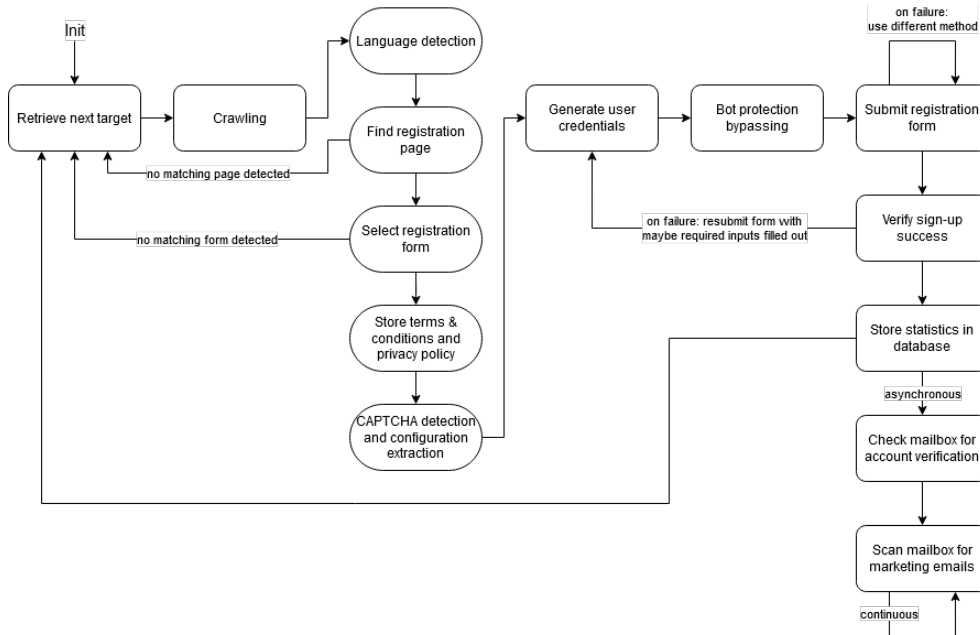 Init
Retrieve next target
Crawling
Language detection
Find registration
page
no matching page detected
Select registration
form
no matching form detected
Store terms &
conditions and
privacy policy
CAPTCHA detection
and configuration
extraction
Generate user
credentials
Bot protection
bypassing
on failure:
use different method
Submit registration
form
Verify sign-up
success
on failure: resubmit form with
maybe required inputs filled out
Store statistics in
database
asynchronous
Check mailbox for
account verification
Scan mailbox for
marketing emails
continuous